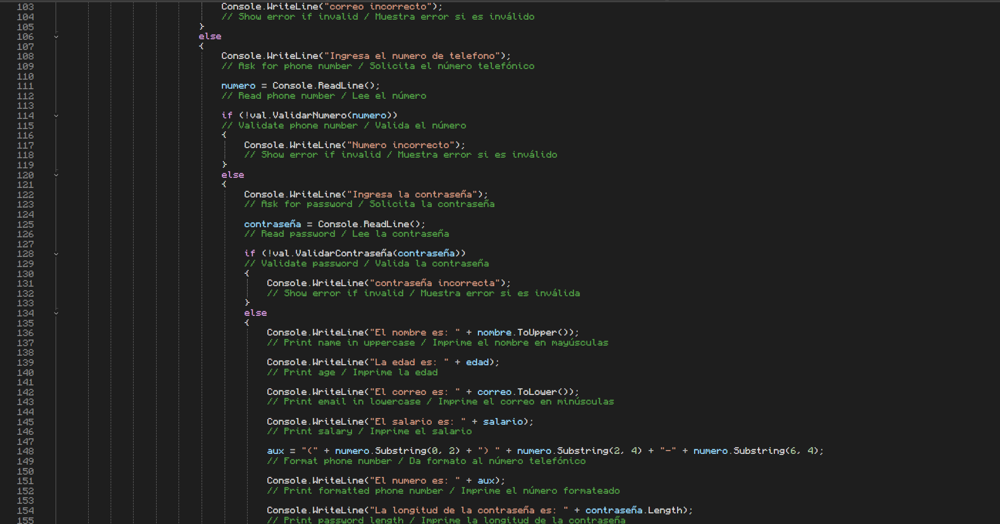 103 Console.WriteLine("correo incorrecto");
104 // Show error if invalid / Muestra error si es inválido
105 }
106 else
107 {
108 Console.WriteLine("Ingresa el numero de telefono");
109 // Ask for phone number / Solicita el número telefónico
110
111 numero = Console.ReadLine();
112 // Read phone number / Lee el número
113
114 if (!val.ValidarNumero(numero))
115 // Validate phone number / Valida el número
116 {
117 Console.WriteLine("Numero incorrecto");
118 // Show error if invalid / Muestra error si es inválido
119 }
120 else
121 {
122 Console.WriteLine("Ingresa la contraseña");
123 // Ask for password / Solicita la contraseña
124
125 contraseña = Console.ReadLine();
126 // Read password / Lee la contraseña
127
128 if (!val.ValidarContraseña(contraseña))
129 // Validate password / Valida la contraseña
130 {
131 Console.WriteLine("contraseña incorrecta");
132 // Show error if invalid / Muestra error si es inválida
133 }
134 else
135 {
136 Console.WriteLine("El nombre es: " + nombre.ToUpper());
137 // Print name in uppercase / Imprime el nombre en mayúsculas
138
139 Console.WriteLine("La edad es: " + edad);
140 // Print age / Imprime la edad
141
142 Console.WriteLine("El correo es: " + correo.ToLower());
143 // Print email in lowercase / Imprime el correo en minúsculas
144
145 Console.WriteLine("El salario es: " + salario);
146 // Print salary / Imprime el salario
147
148 aux = "(" + numero.Substring(0, 2) + ") " + numero.Substring(2, 4) + "-" + numero.Substring(6, 4);
149 // Format phone number / Da formato al número telefónico
150
151 Console.WriteLine("El numero es: " + aux);
152 // Print formatted phone number / Imprime el número formateado
153
154 Console.WriteLine("La longitud de la contraseña es: " + contraseña.Length);
155 // Print password length / Imprime la longitud de la contraseña